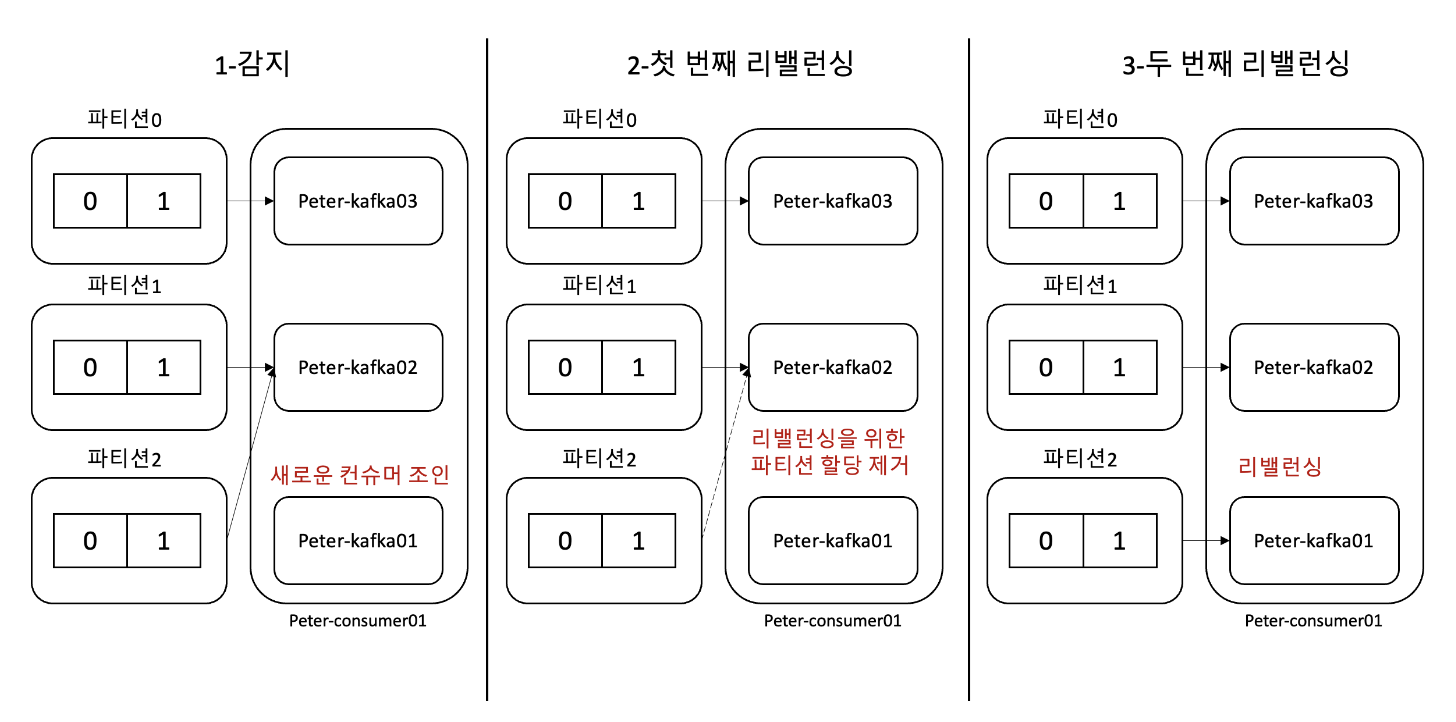 1-감지
파티션0
0 1
Peter-kafka03
파티션1
0 1
Peter-kafka02
파티션2
새로운 컨슈머 조인
0 1
Peter-kafka01
Peter-consumer01
2-첫 번째 리밸런싱
파티션0
0 1
Peter-kafka03
파티션1
0 1
Peter-kafka02
리밸런싱을 위한
파티션 할당 제거
파티션2
0 1
Peter-kafka01
Peter-consumer01
3-두 번째 리밸런싱
파티션0
0 1
Peter-kafka03
파티션1
0 1
Peter-kafka02
파티션2
리밸런싱
0 1
Peter-kafka01
Peter-consumer01